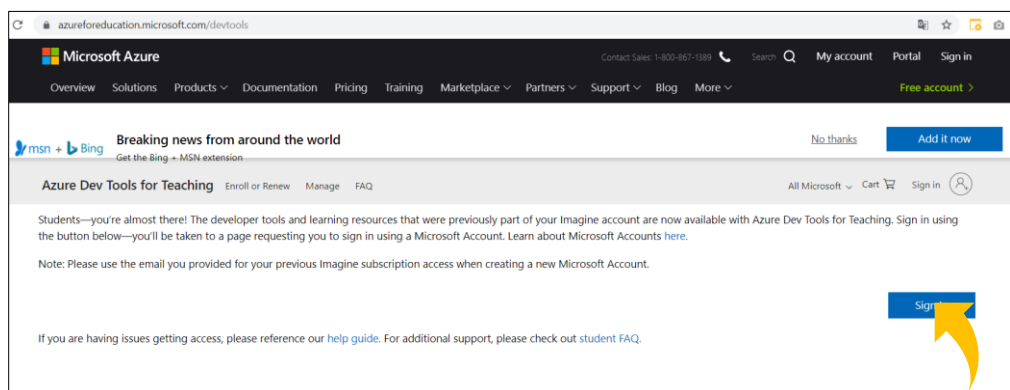 azureforeducation.microsoft.com/devtools
Microsoft Azure Contact Sales: 1-800-867-1389 Search My account Portal Sign in
Overview Solutions Products Documentation Pricing Training Marketplace Partners Support Blog More Free account >
msn + Bing Breaking news from around the world No thanks Add it now
Get the Bing + MSN extension
Azure Dev Tools for Teaching Enroll or Renew Manage FAQ All Microsoft Cart Sign in
Students—you're almost there! The developer tools and learning resources that were previously part of your Imagine account are now available with Azure Dev Tools for Teaching. Sign in using
the button below—you'll be taken to a page requesting you to sign in using a Microsoft Account. Learn about Microsoft Accounts here.
Note: Please use the email you provided for your previous Imagine subscription access when creating a new Microsoft Account.
Sign
If you are having issues getting access, please reference our help guide. For additional support, please check out student FAQ.